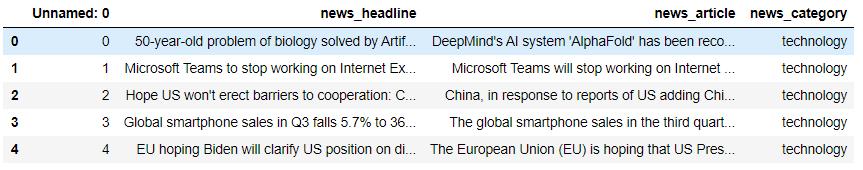 Unnamed: 0 news_headline news_article news_category
0 0 50-year-old problem of biology solved by Artif... DeepMind's AI system 'AlphaFold' has been reco... technology
1 1 Microsoft Teams to stop working on Internet Ex... Microsoft Teams will stop working on Internet ... technology
2 2 Hope US won't erect barriers to cooperation: C... China, in response to reports of US adding Chi... technology
3 3 Global smartphone sales in Q3 falls 5.7% to 36... The global smartphone sales in the third quart... technology
4 4 EU hoping Biden will clarify US position on di... The European Union (EU) is hoping that US Pres... technology